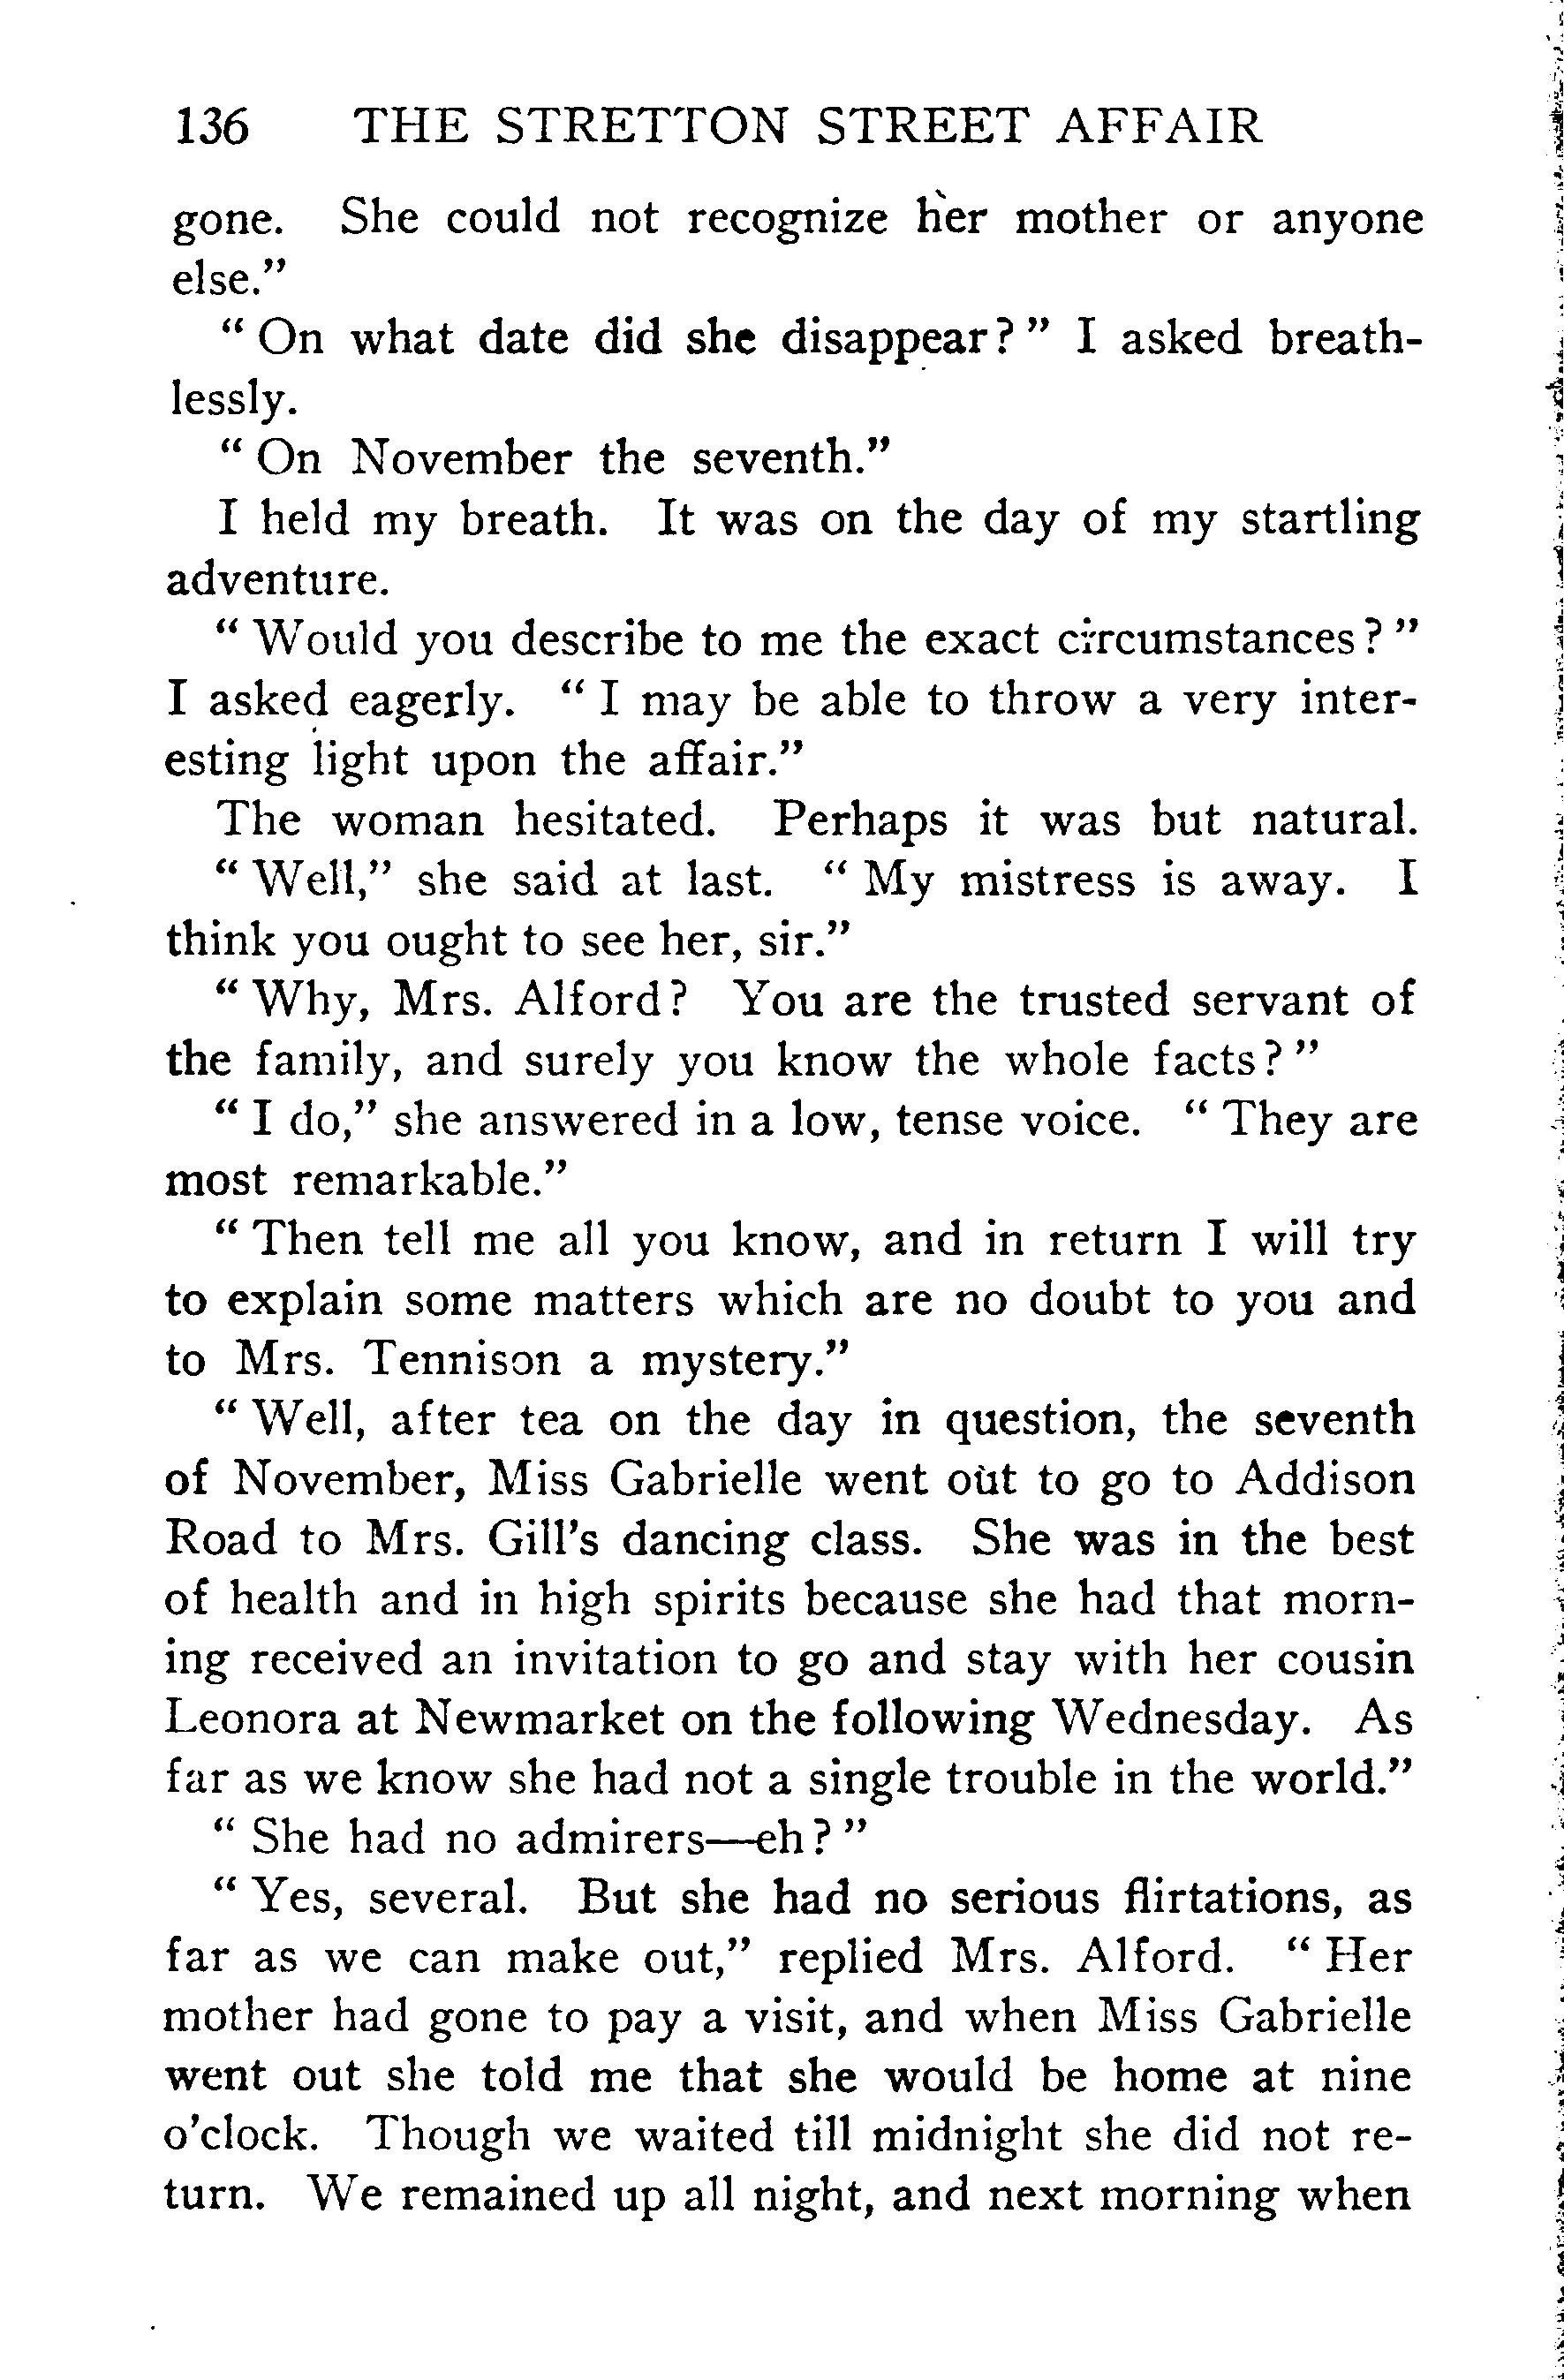 136 THE STRETTON STREET AFFAIR
gone. She could not recognize her mother or anyone
else."
" On what date did she disappear? " I asked breath-
lessly.
" On November the seventh."
I held my breath. It was on the day of my startling
adventure.
" Would you describe to me the exact circumstances? "
I asked eagerly. " I may be able to throw a very inter-
esting light upon the affair."
The woman hesitated. Perhaps it was but natural.
" Well," she said at last. " My mistress is away. I
think you ought to see her, sir."
" Why, Mrs. Alford? You are the trusted servant of
the family, and surely you know the whole facts? "
" I do," she answered in a low, tense voice. " They are
most remarkable."
" Then tell me all you know, and in return I will try
to explain some matters which are no doubt to you and
to Mrs. Tennison a mystery."
" Well, after tea on the day in question, the seventh
of November, Miss Gabrielle went out to go to Addison
Road to Mrs. Gill's dancing class. She was in the best
of health and in high spirits because she had that morn-
ing received an invitation to go and stay with her cousin
Leonora at Newmarket on the following Wednesday. As
far as we know she had not a single trouble in the world."
" She had no admirers—eh? "
" Yes, several. But she had no serious flirtations, as
far as we can make out," replied Mrs. Alford. " Her
mother had gone to pay a visit, and when Miss Gabrielle
went out she told me that she would be home at nine
o'clock. Though we waited till midnight she did not re-
turn. We remained up all night, and next morning when